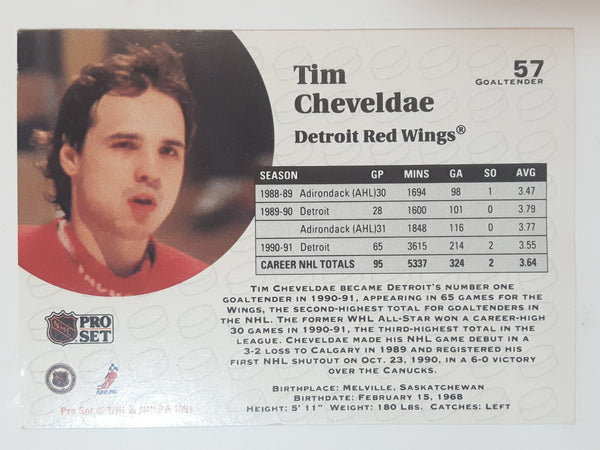 57
GOALTENDER
Tim
Cheveldae
Detroit Red Wings®
SEASON GP MINS GA SO AVG
1988-89 Adirondack (AHL)30 1694 98 1 3.47
1989-90 Detroit 28 1600 101 0 3.79
Adirondack (AHL)31 1848 116 0 3.77
1990-91 Detroit 65 3615 214 2 3.55
CAREER NHL TOTALS 95 5337 324 2 3.64
TIM CHEVELDAE BECAME DETROIT'S NUMBER ONE
GOALTENDER IN 1990-91, APPEARING IN 65 GAMES FOR THE
WINGS, THE SECOND-HIGHEST TOTAL FOR GOALTENDERS IN
THE NHL. THE FORMER WHL ALL-STAR WON A CAREER-HIGH
30 GAMES IN 1990-91, THE THIRD-HIGHEST TOTAL IN THE
LEAGUE. CHEVELDAE MADE HIS NHL GAME DEBUT IN A
3-2 LOSS TO CALGARY IN 1989 AND REGISTERED HIS
FIRST NHL SHUTOUT ON OCT. 23, 1990, IN A 6-0 VICTORY
OVER THE CANUCKS.
BIRTHPLACE: MELVILLE, SASKATCHEWAN
BIRTHDATE: FEBRUARY 15, 1968
HEIGHT: 5' 11" WEIGHT: 180 LBS. CATCHES: LEFT
NHL PRO
SET
Pro Set © NHL & NHLPA 1991